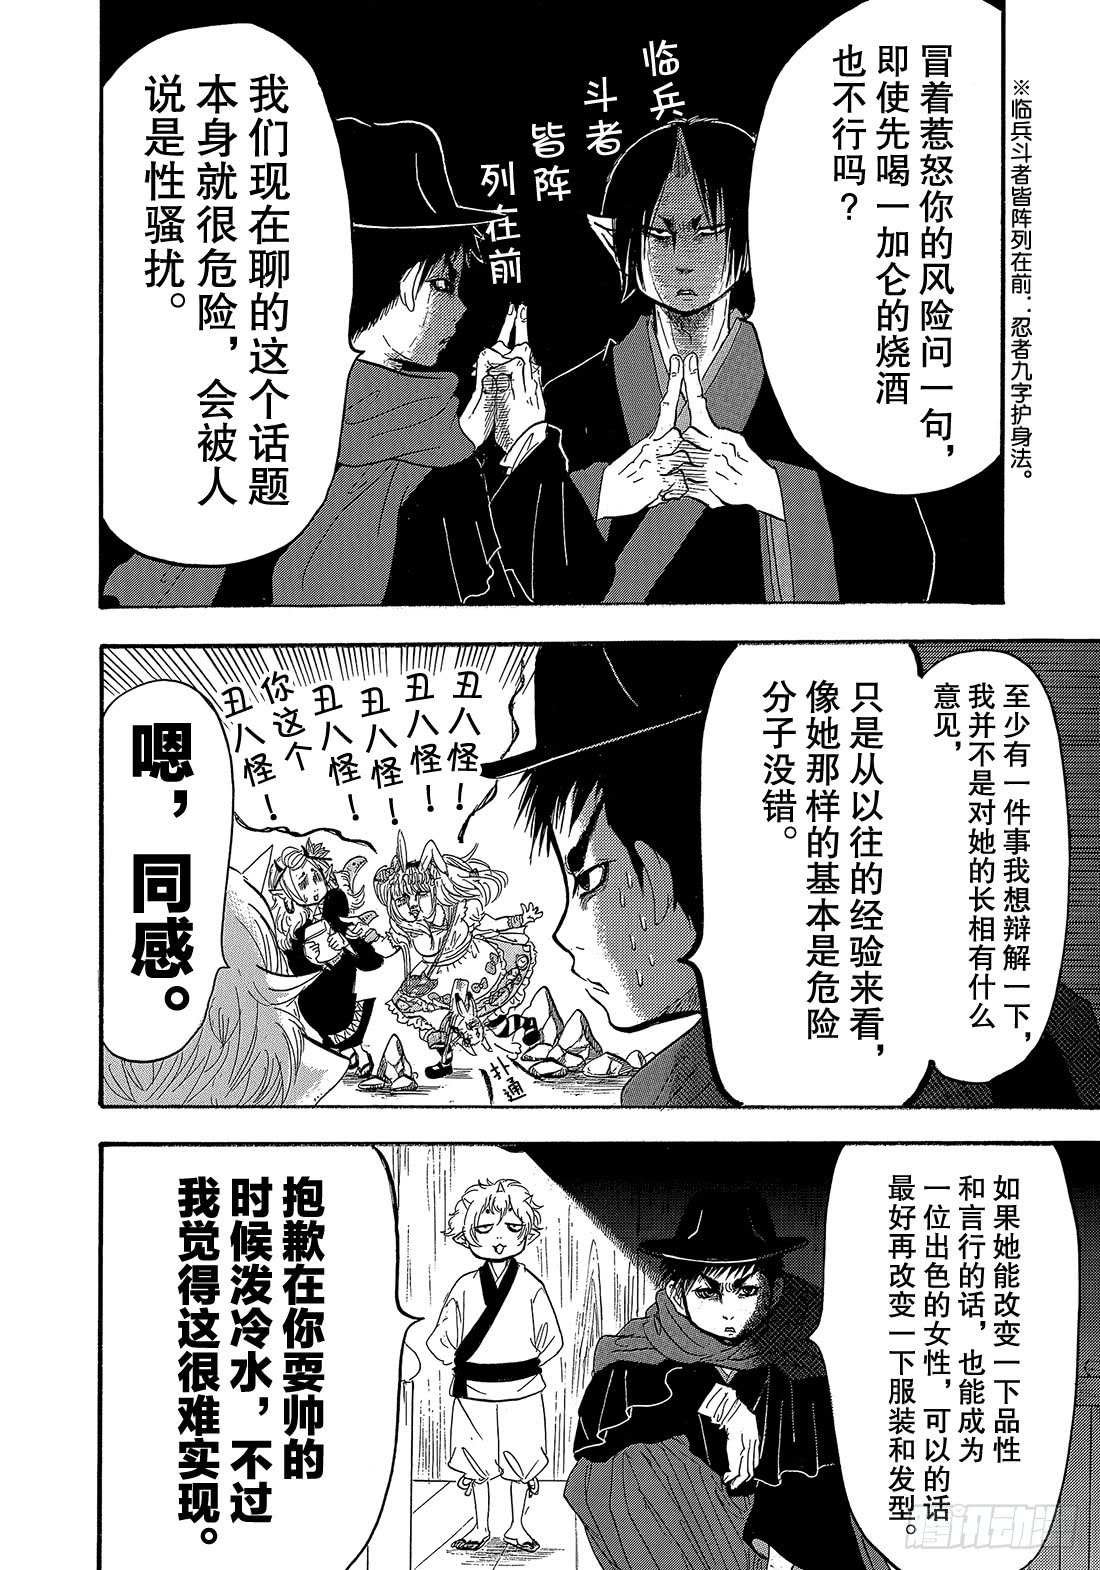 ※临兵斗者皆阵列在前：忍者九字护身法。
冒着惹怒你的风险问一句，
即使先喝一加仑的烧酒
也不行吗？
临兵
斗者
皆阵
列在前
我们现在聊的这个话题
本身就很危险，会被人
说是性骚扰。
至少有一件事我想辩解一下，
我并不是对她的长相有什么
意见，
只是从以往的经验来看，
像她那样的基本是危险
分子没错。
丑八怪！
丑八怪！
丑八怪！
丑八怪！
你这个
丑八怪！
扑通
嗯，同感。
如果她能改变一下品性
和言行的话，也能成为
一位出色的女性，可以的话
最好再改变一下服装和发型。
抱歉在你耍帅的
时候泼冷水，不过
我觉得这很难实现。
腾讯动漫